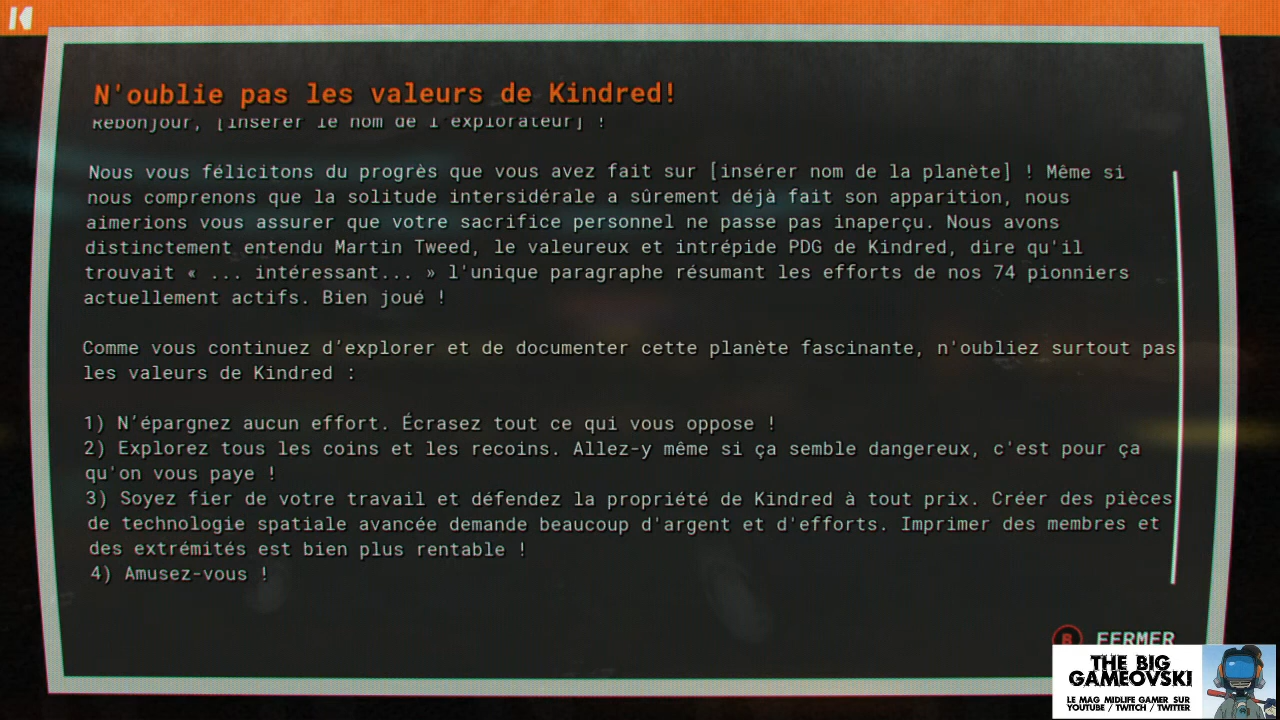 N'oublie pas les valeurs de Kindred!
Rebonjour, [insérer le nom de l'explorateur] !
Nous vous félicitons du progrès que vous avez fait sur [insérer nom de la planète] ! Même si
nous comprenons que la solitude intersidérale a sûrement déjà fait son apparition, nous
aimerions vous assurer que votre sacrifice personnel ne passe pas inaperçu. Nous avons
distinctement entendu Martin Tweed, le valeureux et intrépide PDG de Kindred, dire qu'il
trouvait « ... intéressant... » l'unique paragraphe résumant les efforts de nos 74 pionniers
actuellement actifs. Bien joué !
Comme vous continuez d’explorer et de documenter cette planète fascinante, n'oubliez surtout pas
les valeurs de Kindred :
1) N’épargnez aucun effort. Écrasez tout ce qui vous oppose !
2) Explorez tous les coins et les recoins. Allez-y même si ça semble dangereux, c'est pour ça
qu'on vous paye !
3) Soyez fier de votre travail et défendez la propriété de Kindred à tout prix. Créer des pièces
de technologie spatiale avancée demande beaucoup d'argent et d'efforts. Imprimer des membres et
des extrémités est bien plus rentable !
4) Amusez-vous !
B FERMER
THE BIG
GAMEOVSKI
LE MAG MIDLIFE GAMER SUR
YOUTUBE / TWITCH / TWITTER